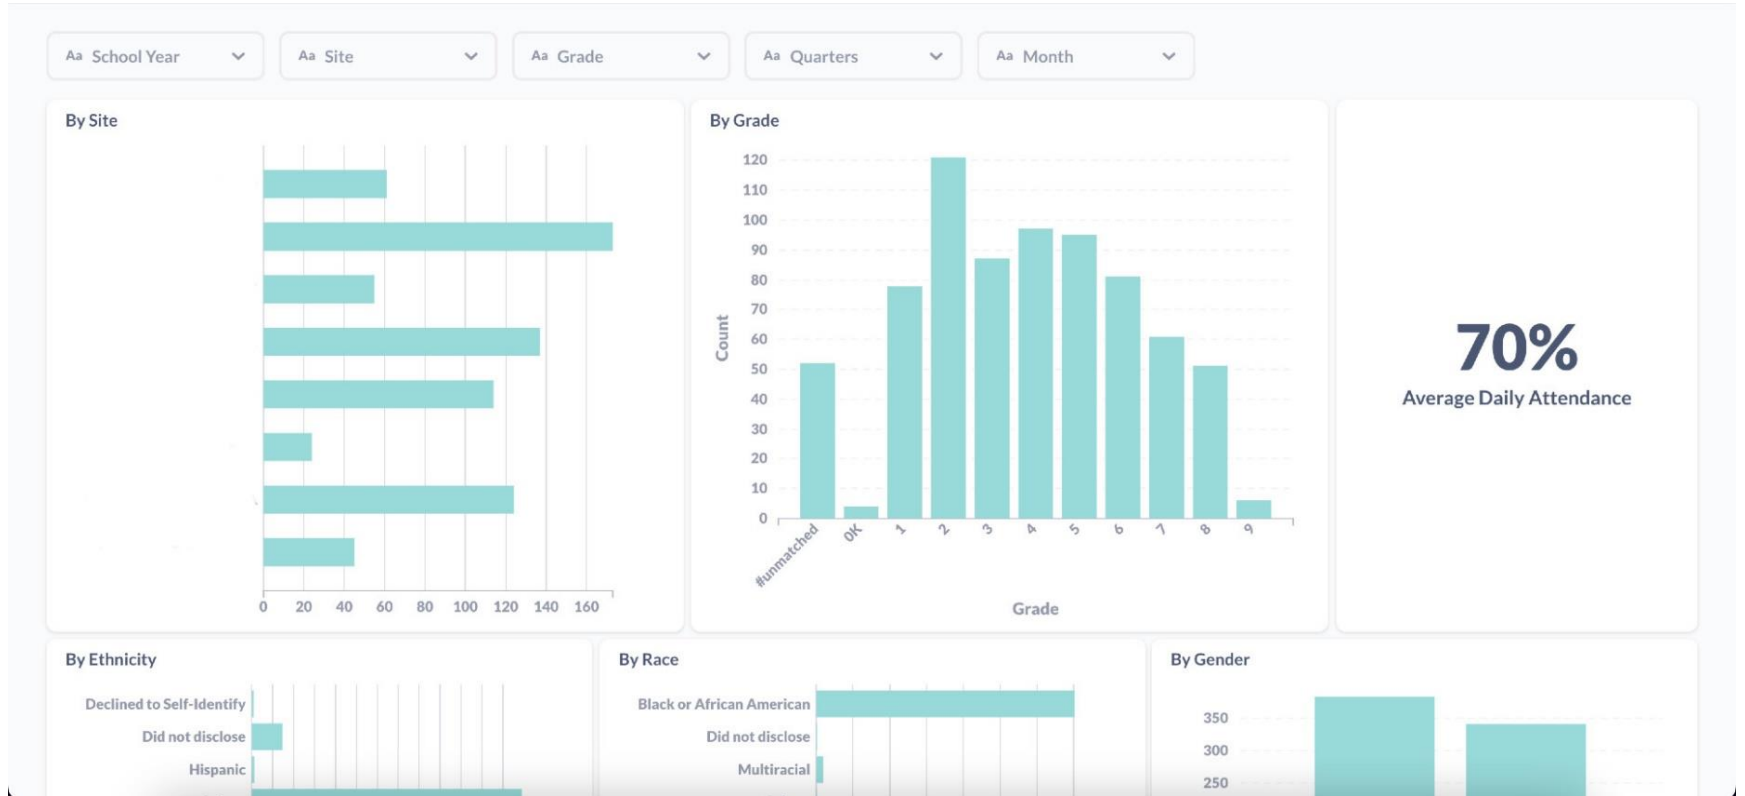 Aa School Year
Aa Site
Aa Grade
Aa Quarters
Aa Month
By Site
0 20 40 60 80 100 120 140 160
By Grade
120
110
100
90
80
70
60
50
40
30
20
10
0
Count
#unmatched 0K 1 2 3 4 5 6 7 8 9
Grade
70%
Average Daily Attendance
By Ethnicity
Declined to Self-Identify
Did not disclose
Hispanic
By Race
Black or African American
Did not disclose
Multiracial
By Gender
350
300
250